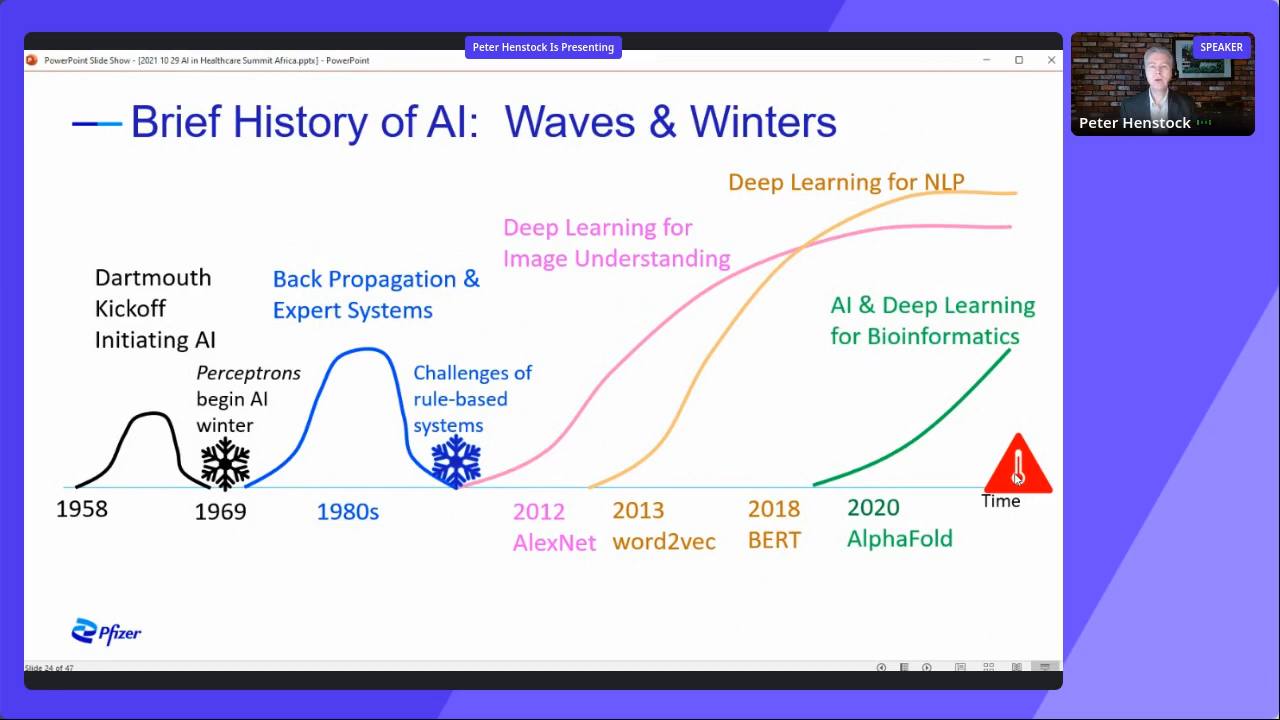 Peter Henstock Is Presenting
PowerPoint Slide Show - [2021 10 29 AI in Healthcare Summit Africa.pptx] - PowerPoint
SPEAKER
Peter Henstock
Brief History of AI: Waves & Winters
Deep Learning for NLP
Deep Learning for
Image Understanding
Dartmouth
Kickoff
Initiating AI
Back Propagation &
Expert Systems
AI & Deep Learning
for Bioinformatics
Perceptrons
begin AI
winter
Challenges of
rule-based
systems
1958
1969
1980s
2012
AlexNet
2013
word2vec
2018
BERT
2020
AlphaFold
Time
Pfizer
Slide 24 of 47